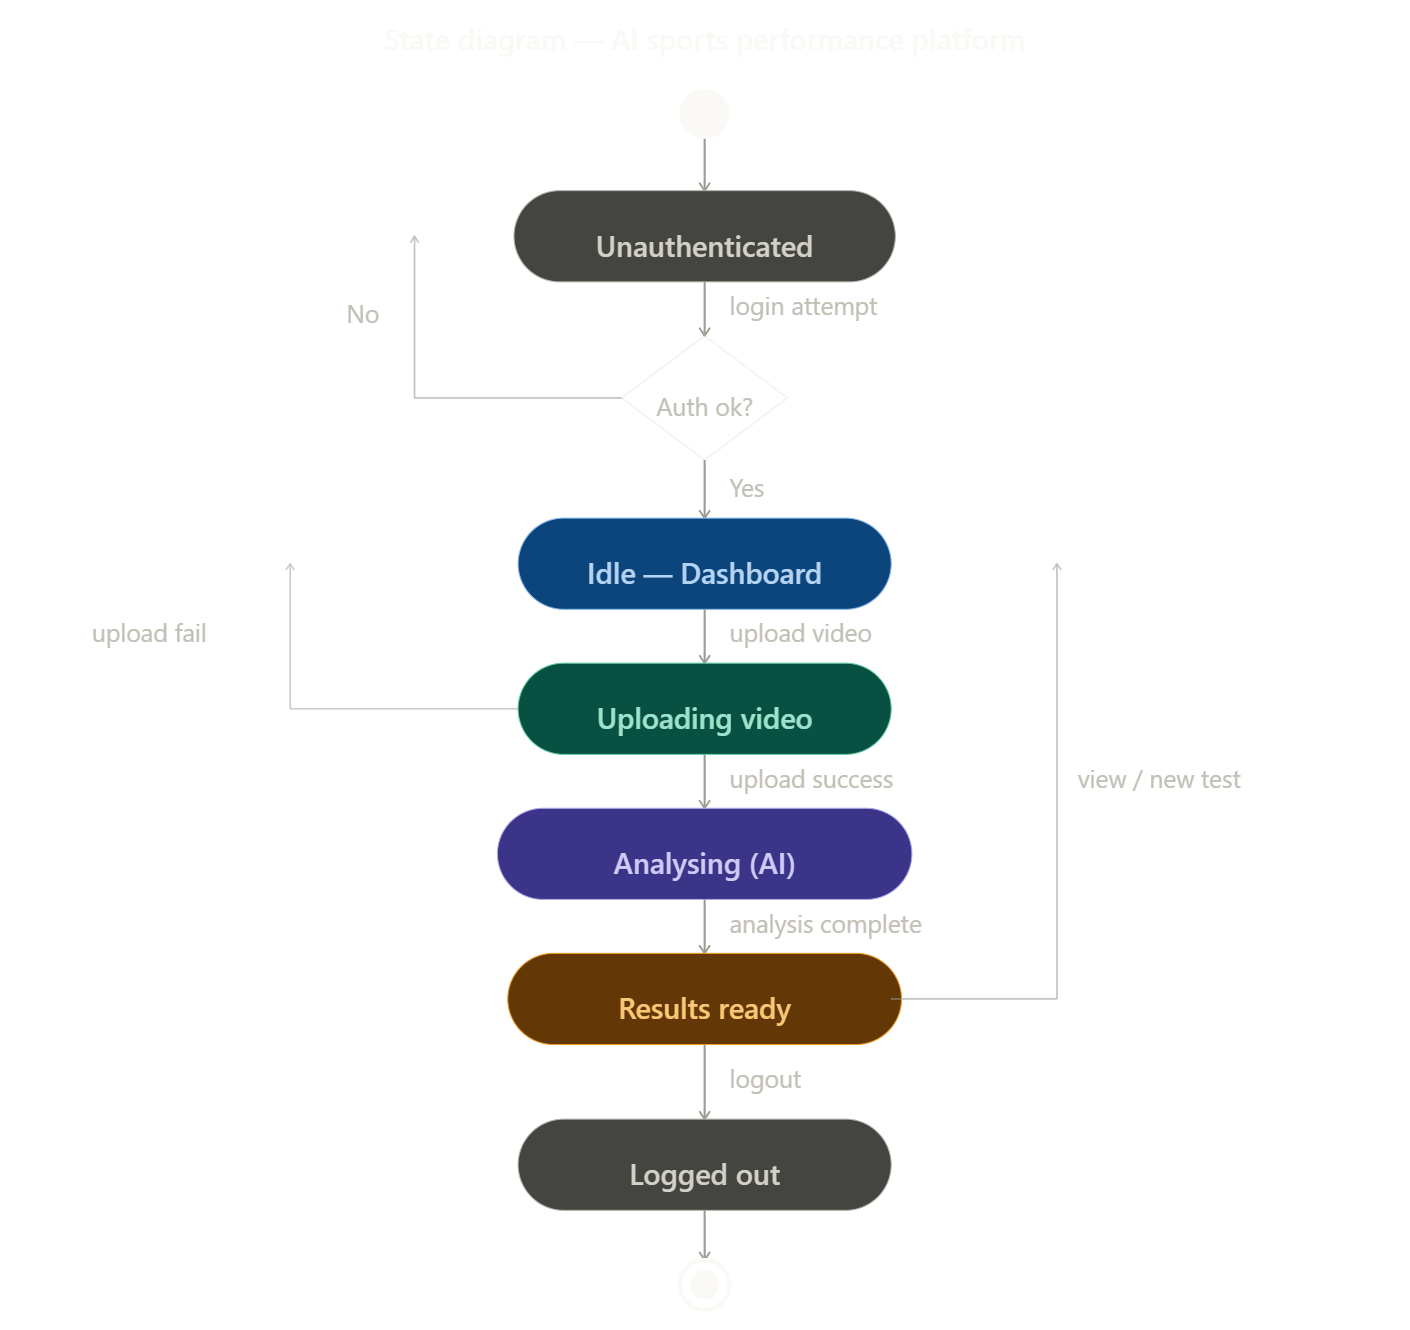 State diagram — AI sports performance platform
Unauthenticated
login attempt
No
Auth ok?
Yes
Idle — Dashboard
upload fail
upload video
Uploading video
upload success
view / new test
Analysing (AI)
analysis complete
Results ready
logout
Logged out